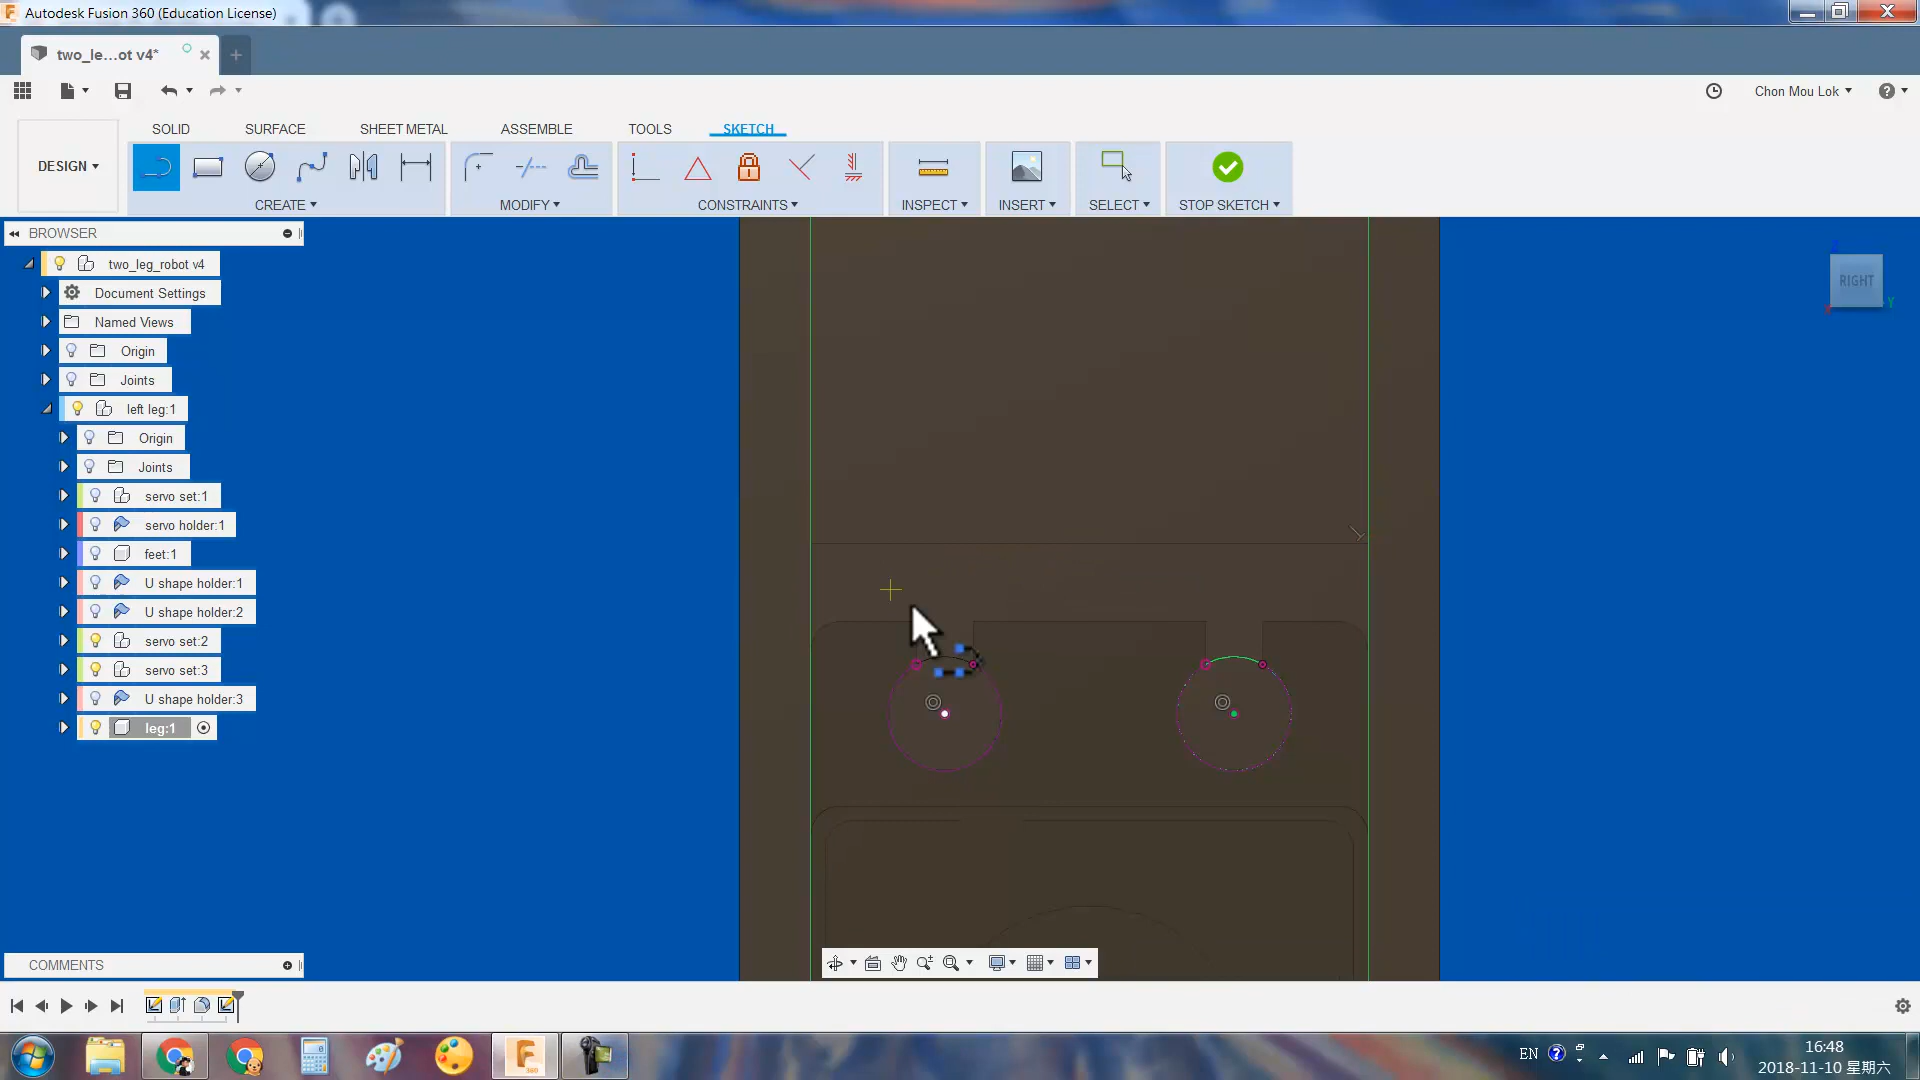 Autodesk Fusion 360 (Education License)
two_le...ot v4*
Chon Mou Lok
SOLID
SURFACE
SHEET METAL
ASSEMBLE
TOOLS
SKETCH
DESIGN
CREATE
MODIFY
CONSTRAINTS
INSPECT
INSERT
SELECT
STOP SKETCH
BROWSER
two_leg_robot v4
Document Settings
Named Views
Origin
Joints
left leg:1
Origin
Joints
servo set:1
servo holder:1
feet:1
U shape holder:1
U shape holder:2
servo set:2
servo set:3
U shape holder:3
leg:1
RIGHT
Y
COMMENTS
EN
16:48
2018-11-10 星期六